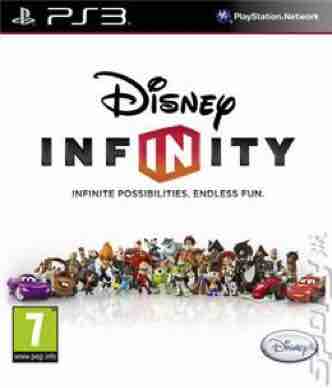 PS3
PlayStation.Network
Disney
INFINITY
INFINITE POSSIBILITIES. ENDLESS FUN.
7
www.pegi.info
Disney